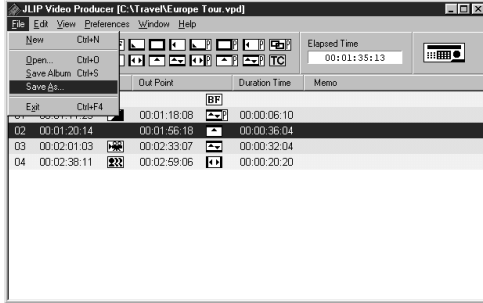 JLIP Video Producer [C:\Travel\Europe Tour.vpd]
File Edit View Preferences Window Help
New Ctrl+N
Open... Ctrl+O
Save Album Ctrl+S
Save As...
Exit Ctrl+F4
P P P P
P P TC
Elapsed Time
00:01:35:13
Out Point Duration Time Memo
BF
00:01:18:08 P 00:00:06:10
02 00:01:20:14 00:01:56:18 00:00:36:04
03 00:02:01:03 00:02:33:07 00:00:32:04
04 00:02:38:11 00:02:59:06 00:00:20:20